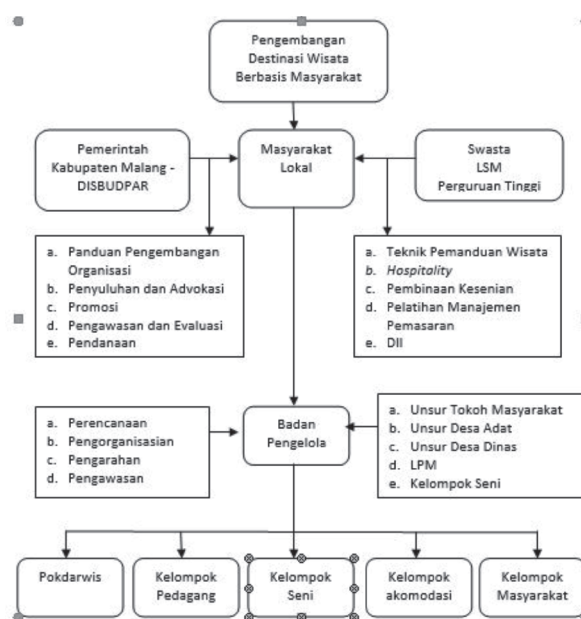 Pengembangan
Destinasi Wisata
Berbasis Masyarakat
Pemerintah
Kabupaten Malang -
DISBUDPAR
Masyarakat
Lokal
Swasta
LSM
Perguruan Tinggi
a. Panduan Pengembangan
Organisasi
b. Penyuluhan dan Advokasi
c. Promosi
d. Pengawasan dan Evaluasi
e. Pendanaan
a. Teknik Pemanduan Wisata
b. Hospitality
c. Pembinaan Kesenian
d. Pelatihan Manajemen
Pemasaran
e. Dll
a. Perencanaan
b. Pengorganisasian
c. Pengarahan
d. Pengawasan
Badan
Pengelola
a. Unsur Tokoh Masyarakat
b. Unsur Desa Adat
c. Unsur Desa Dinas
d. LPM
e. Kelompok Seni
Pokdarwis
Kelompok
Pedagang
Kelompok
Seni
Kelompok
akomodasi
Kelompok
Masyarakat